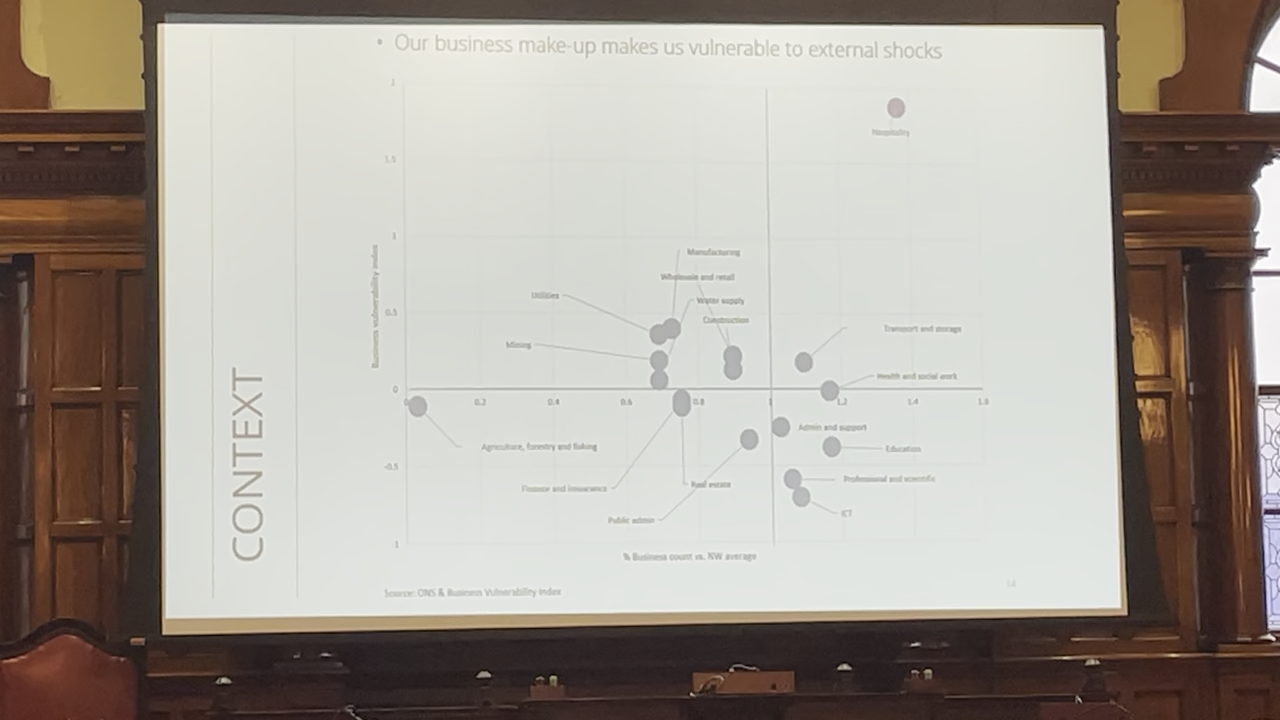 • Our business make-up makes us vulnerable to external shocks
CONTEXT
Business vulnerability index
1
1.5
1
0.5
0
-0.5
1
0
0.2
0.4
0.6
0.8
1
1.2
1.4
1.6
Hospitality
Manufacturing
Wholesale and retail
Utilities
Water supply
Construction
Transport and storage
Mining
Health and social work
Admin and support
Agriculture, forestry and fishing
Education
Professional and scientific
Finance and insurance
Real estate
ICT
Public admin
% Business count vs. NW average
14
Source: ONS & Business Vulnerability Index